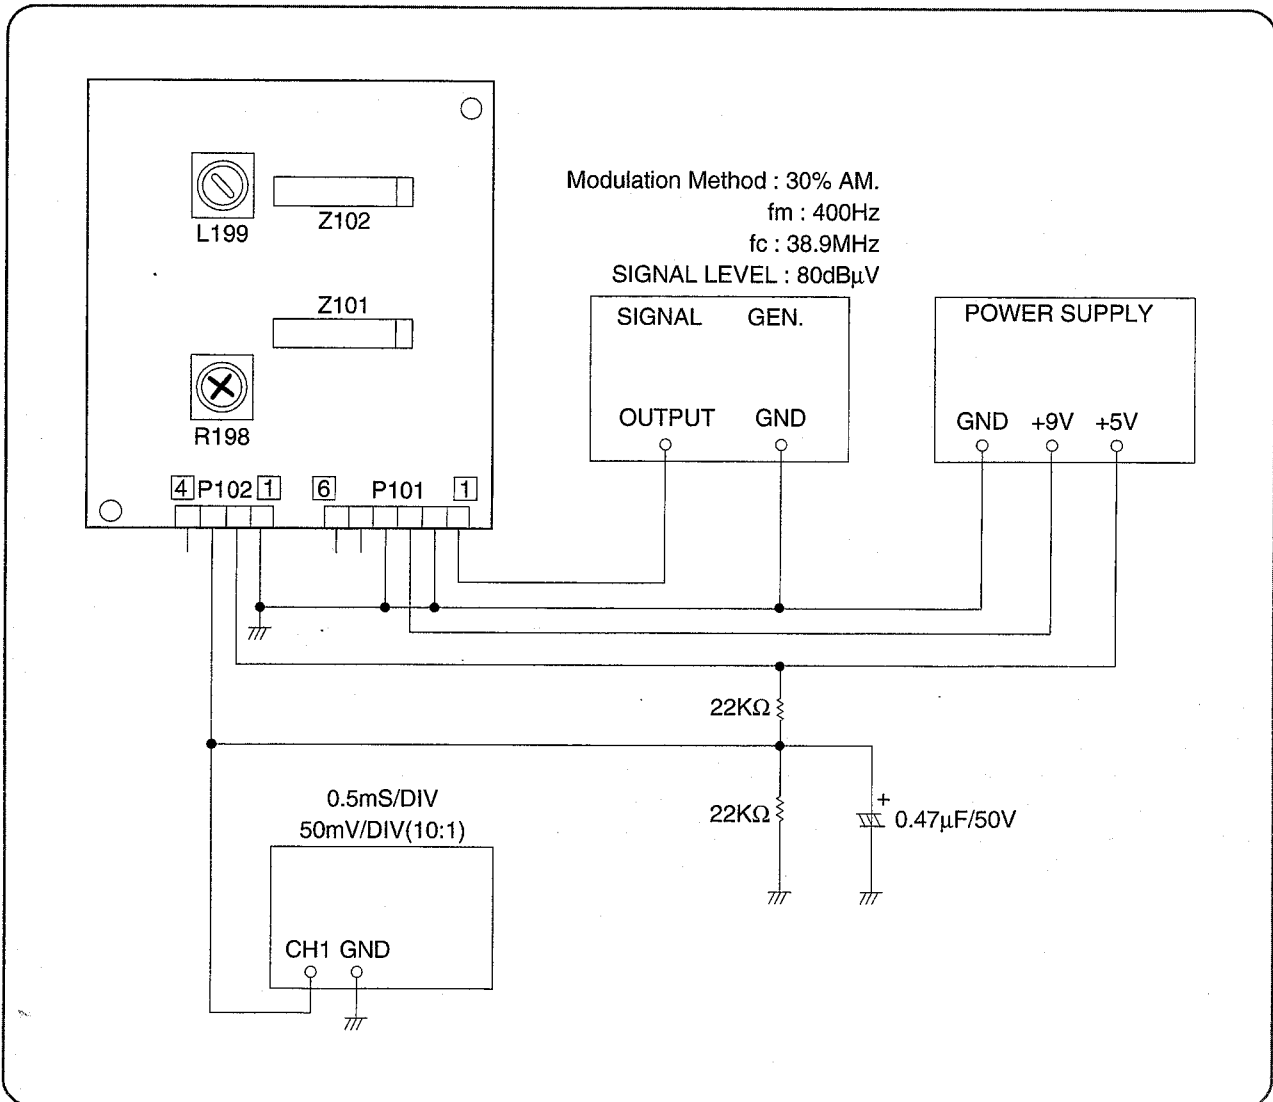 L199
Z102
Z101
R198
4 P102 1
6 P101 1
Modulation Method : 30% AM.
fm : 400Hz
fc : 38.9MHz
SIGNAL LEVEL : 80dBμV
SIGNAL GEN.
OUTPUT GND
POWER SUPPLY
GND +9V +5V
22KΩ
22KΩ
+
0.47μF/50V
0.5mS/DIV
50mV/DIV(10:1)
CH1 GND